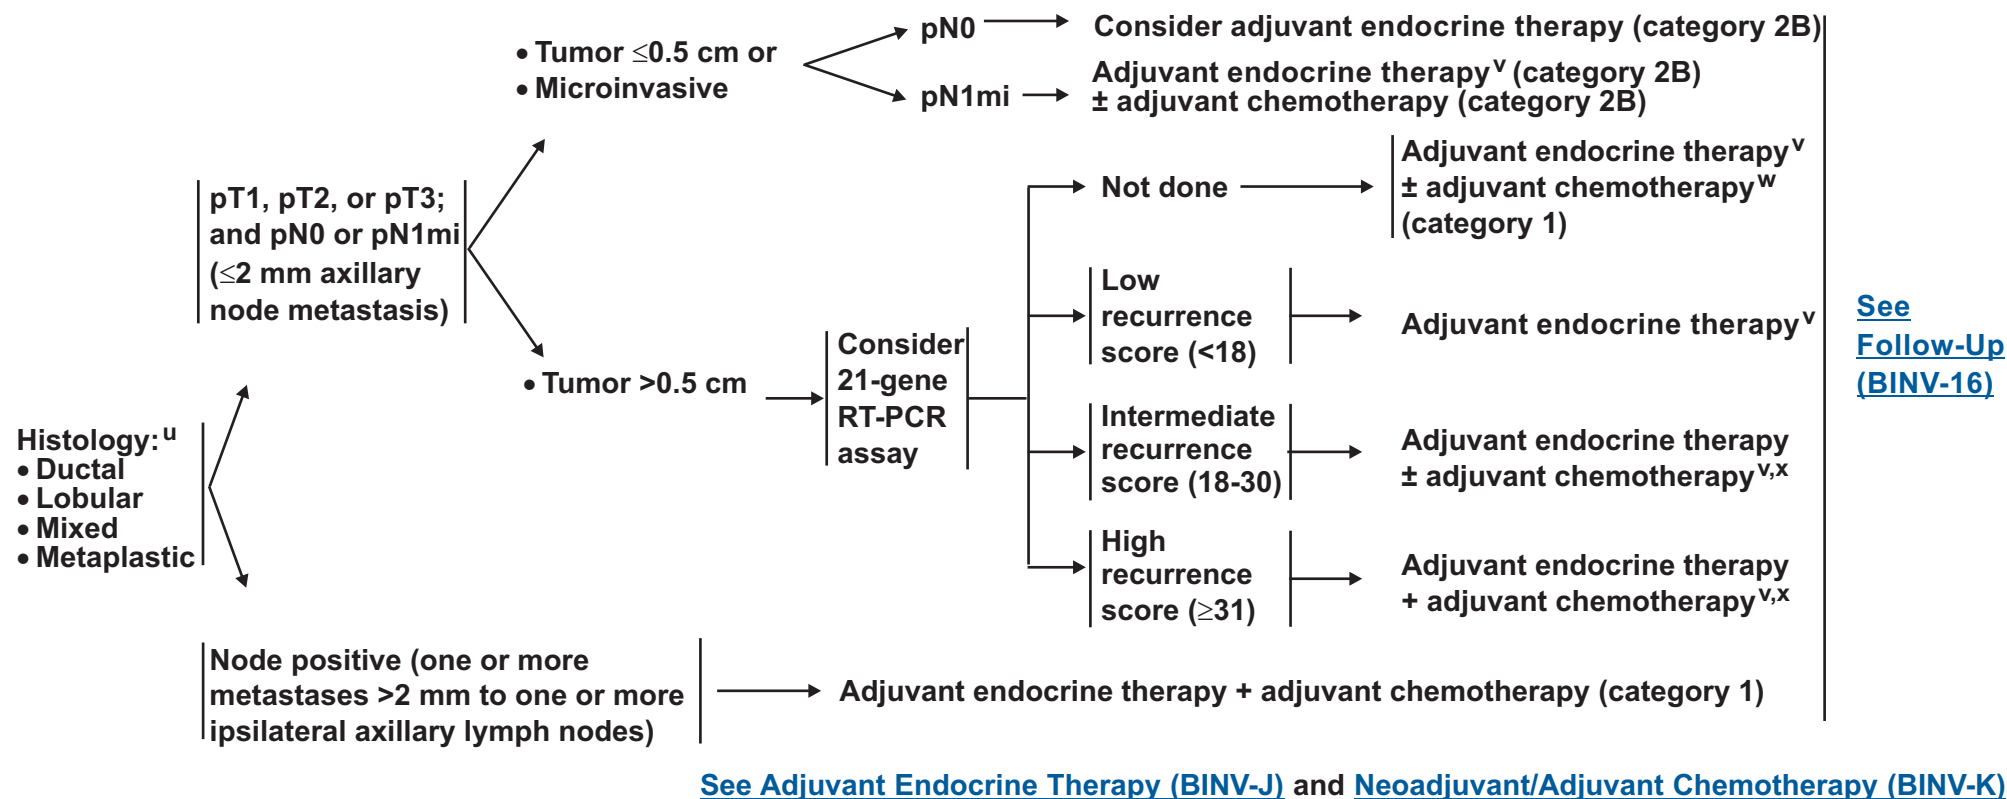 • Tumor ≤0.5 cm or
• Microinvasive
pN0
Consider adjuvant endocrine therapy (category 2B)
pN1mi
Adjuvant endocrine therapyᵛ (category 2B)
± adjuvant chemotherapy (category 2B)
pT1, pT2, or pT3;
and pN0 or pN1mi
(≤2 mm axillary
node metastasis)
• Tumor >0.5 cm
Consider
21-gene
RT-PCR
assay
Not done
Adjuvant endocrine therapyᵛ
± adjuvant chemotherapyʷ
(category 1)
Low
recurrence
score (<18)
Adjuvant endocrine therapyᵛ
Intermediate
recurrence
score (18-30)
Adjuvant endocrine therapy
± adjuvant chemotherapyᵛ,ˣ
High
recurrence
score (≥31)
Adjuvant endocrine therapy
+ adjuvant chemotherapyᵛ,ˣ
See
Follow-Up
(BINV-16)
Histology:ᵘ
• Ductal
• Lobular
• Mixed
• Metaplastic
Node positive (one or more
metastases >2 mm to one or more
ipsilateral axillary lymph nodes)
Adjuvant endocrine therapy + adjuvant chemotherapy (category 1)
See Adjuvant Endocrine Therapy (BINV-J) and Neoadjuvant/Adjuvant Chemotherapy (BINV-K)